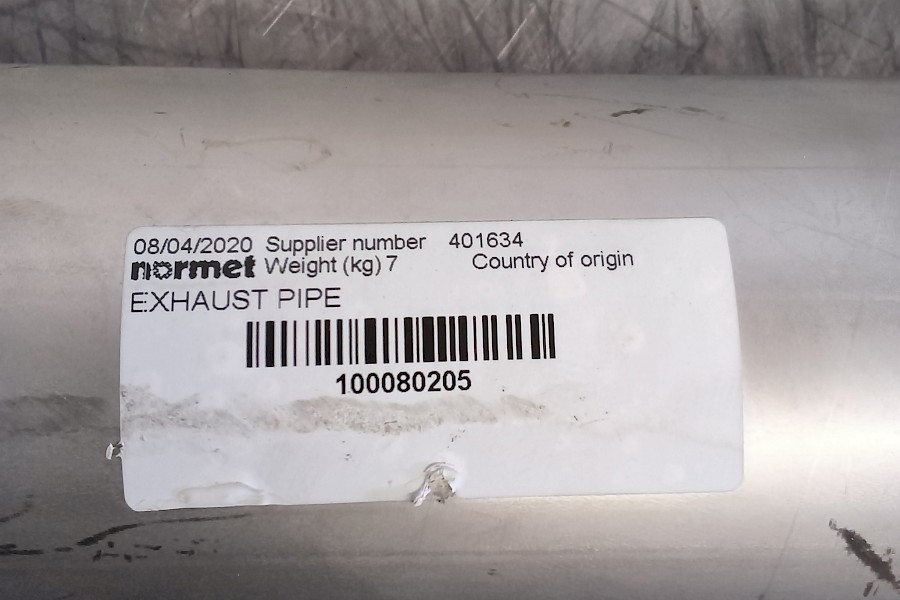 08/04/2020 Supplier number 401634
normet Weight (kg) 7 Country of origin
EXHAUST PIPE
100080205